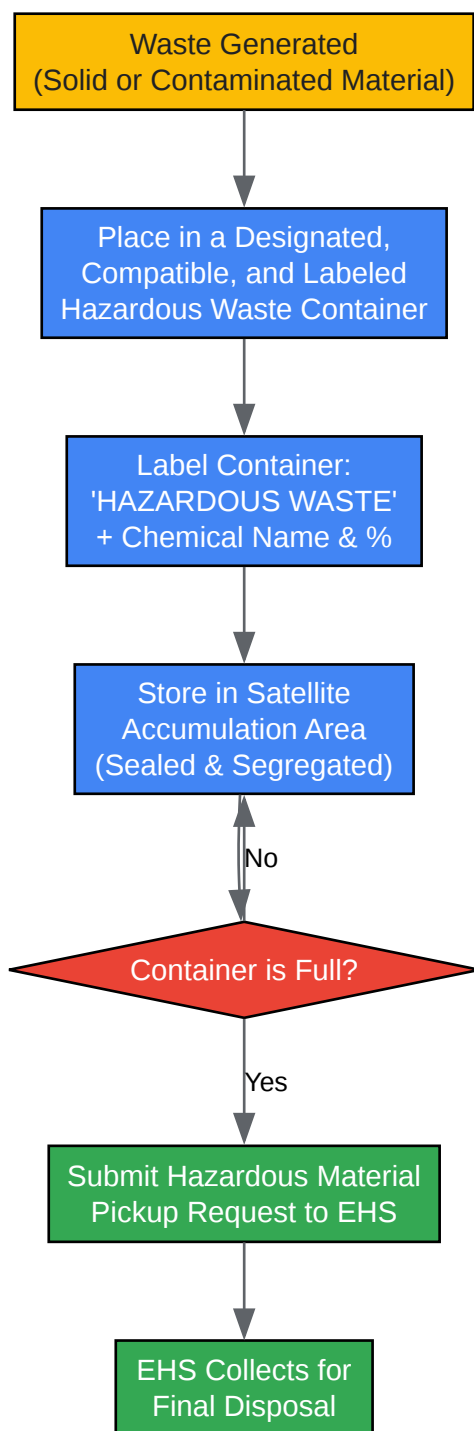 Waste Generated
(Solid or Contaminated Material)
Place in a Designated,
Compatible, and Labeled
Hazardous Waste Container
Label Container:
'HAZARDOUS WASTE'
+ Chemical Name & %
Store in Satellite
Accumulation Area
(Sealed & Segregated)
No
Container is Full?
Yes
Submit Hazardous Material
Pickup Request to EHS
EHS Collects for
Final Disposal